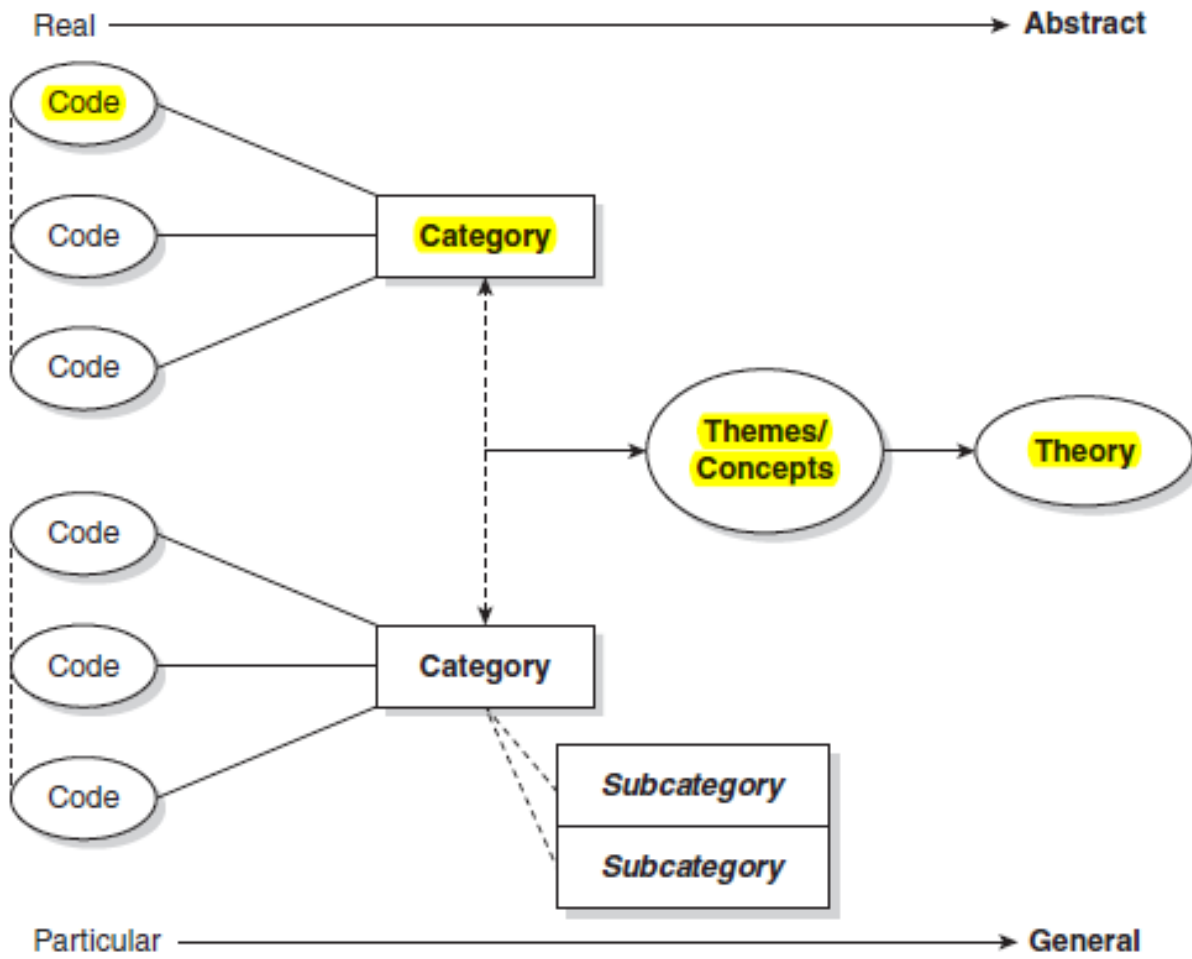 Real
Abstract
Code
Code
Category
Code
Themes/
Concepts
Theory
Code
Code
Category
Code
Subcategory
Subcategory
Particular
General